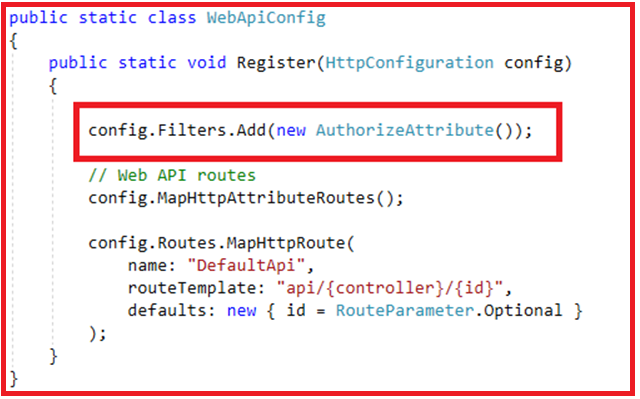 public static class WebApiConfig
{
    public static void Register(HttpConfiguration config)
    {
        config.Filters.Add(new AuthorizeAttribute());
        // Web API routes
        config.MapHttpAttributeRoutes();
        config.Routes.MapHttpRoute(
            name: "DefaultApi",
            routeTemplate: "api/{controller}/{id}",
            defaults: new { id = RouteParameter.Optional }
        );
    }
}